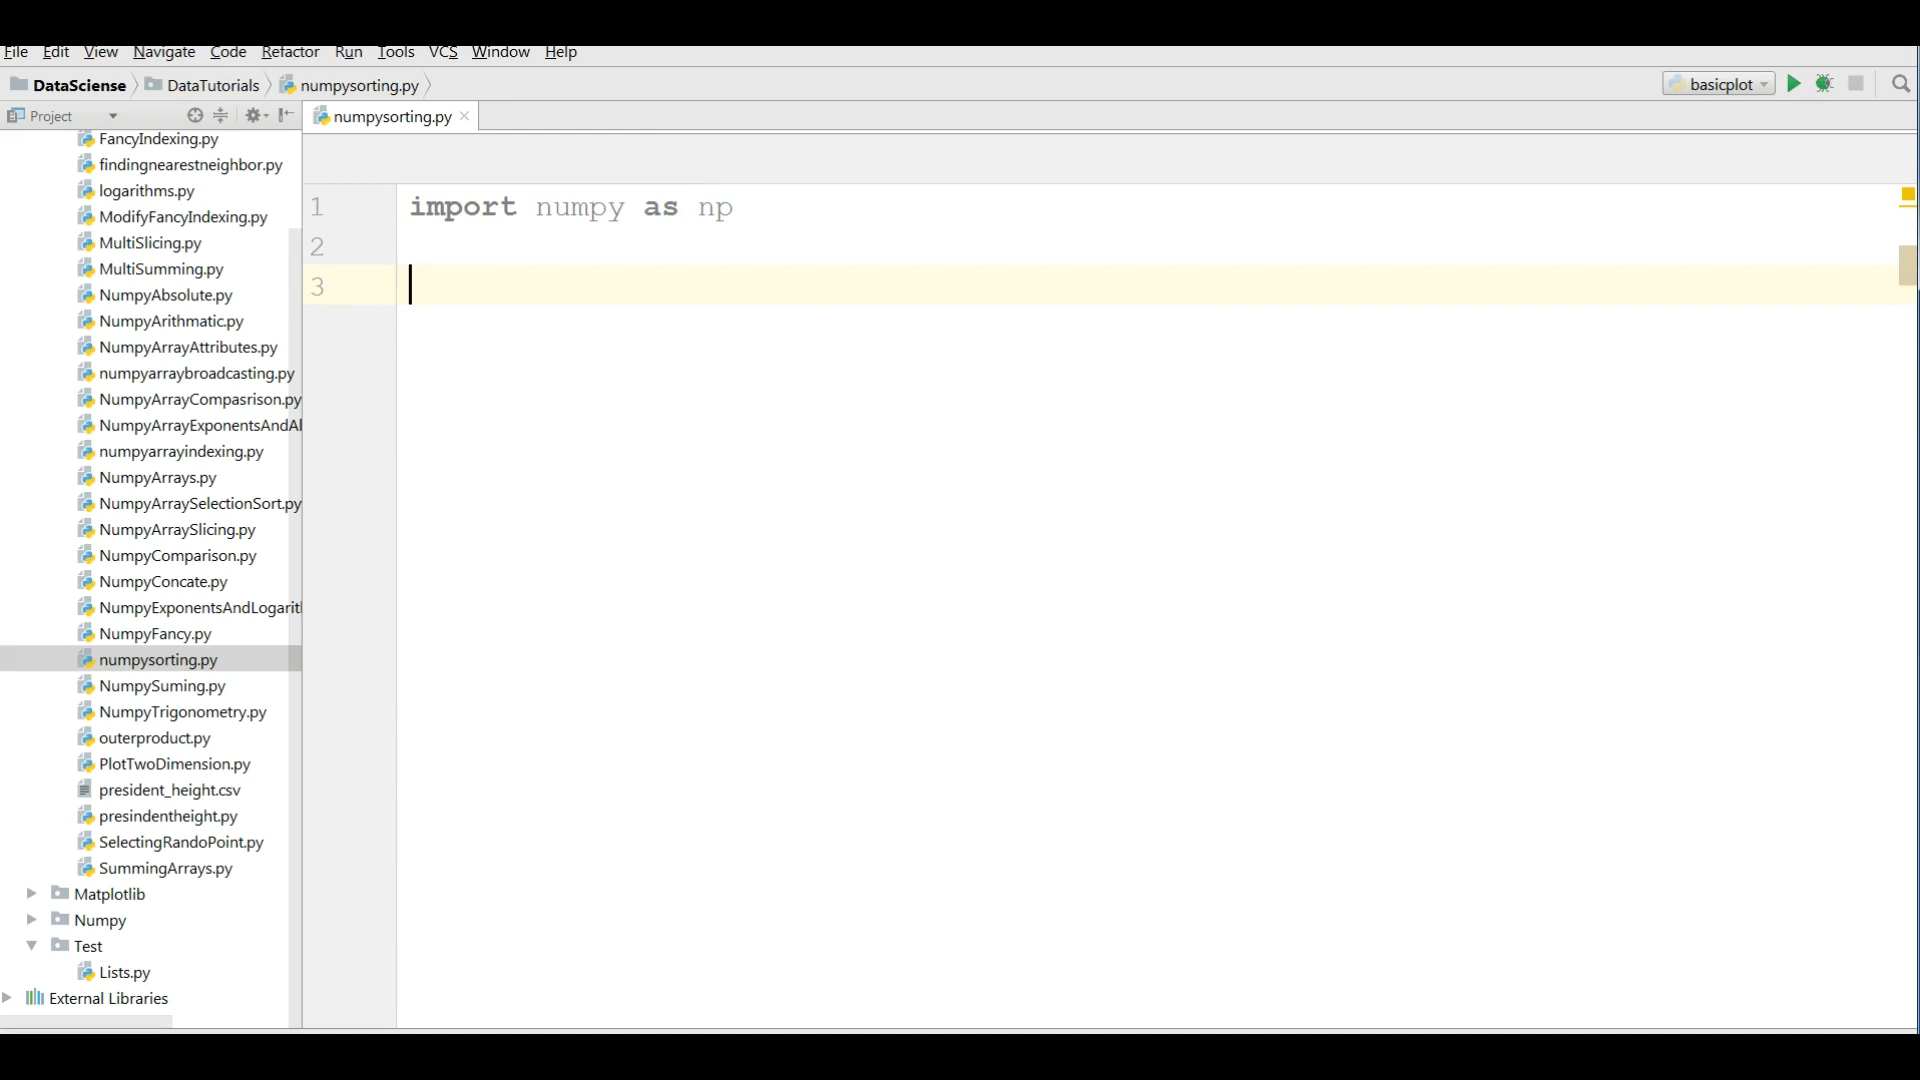 File Edit View Navigate Code Refactor Run Tools VCS Window Help
DataSciense DataTutorials numpysorting.py basicplot
Project numpysorting.py
FancyIndexing.py
findingnearestneighbor.py
logarithms.py
ModifyFancyIndexing.py
MultiSlicing.py
MultiSumming.py
NumpyAbsolute.py
NumpyArithmatic.py
NumpyArrayAttributes.py
numpyarraybroadcasting.py
NumpyArrayCompasrison.py
NumpyArrayExponentsAndAl
numpyarrayindexing.py
NumpyArrays.py
NumpyArraySelectionSort.py
NumpyArraySlicing.py
NumpyComparison.py
NumpyConcate.py
NumpyExponentsAndLogarit
NumpyFancy.py
numpysorting.py
NumpySuming.py
NumpyTrigonometry.py
outerproduct.py
PlotTwoDimension.py
president_height.csv
presindentheight.py
SelectingRandoPoint.py
SummingArrays.py
Matplotlib
Numpy
Test
Lists.py
External Libraries
1 import numpy as np
2
3